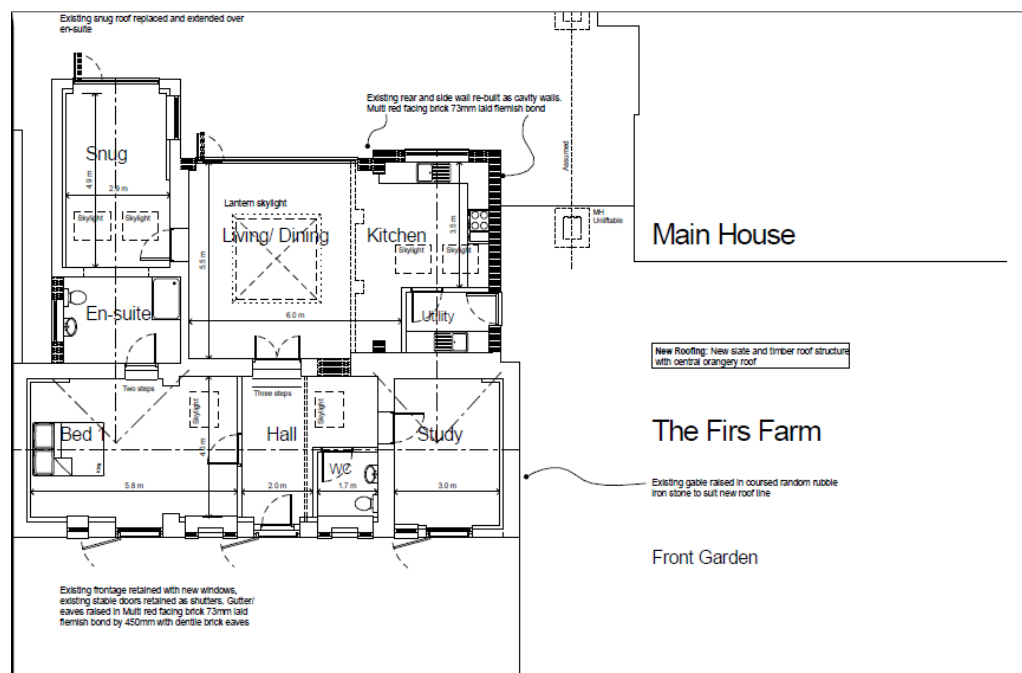 Existing snug roof replaced and extended over
en-suite
Existing rear and side wall re-built as cavity walls.
Multi red facing brick 73mm laid flemish bond
Assumed
Snug
4.9 m
2.9 m
Skylight
Skylight
Lantern skylight
Living/ Dining
5.5 m
6.0 m
Kitchen
3.5 m
Skylight
Skylight
MH
Unliftable
Main House
En-suite
Utility
New Roofing: New slate and timber roof structure
with central orangery roof
Two steps
Three steps
Skylight
Skylight
Bed 1
4.0 m
Hall
Study
The Firs Farm
WC
5.8 m
2.0 m
1.7 m
3.0 m
Existing gable raised in coursed random rubble
iron stone to suit new roof line
Front Garden
Existing frontage retained with new windows,
existing stable doors retained as shutters. Gutter/
eaves raised in Multi red facing brick 73mm laid
flemish bond by 450mm with dentile brick eaves